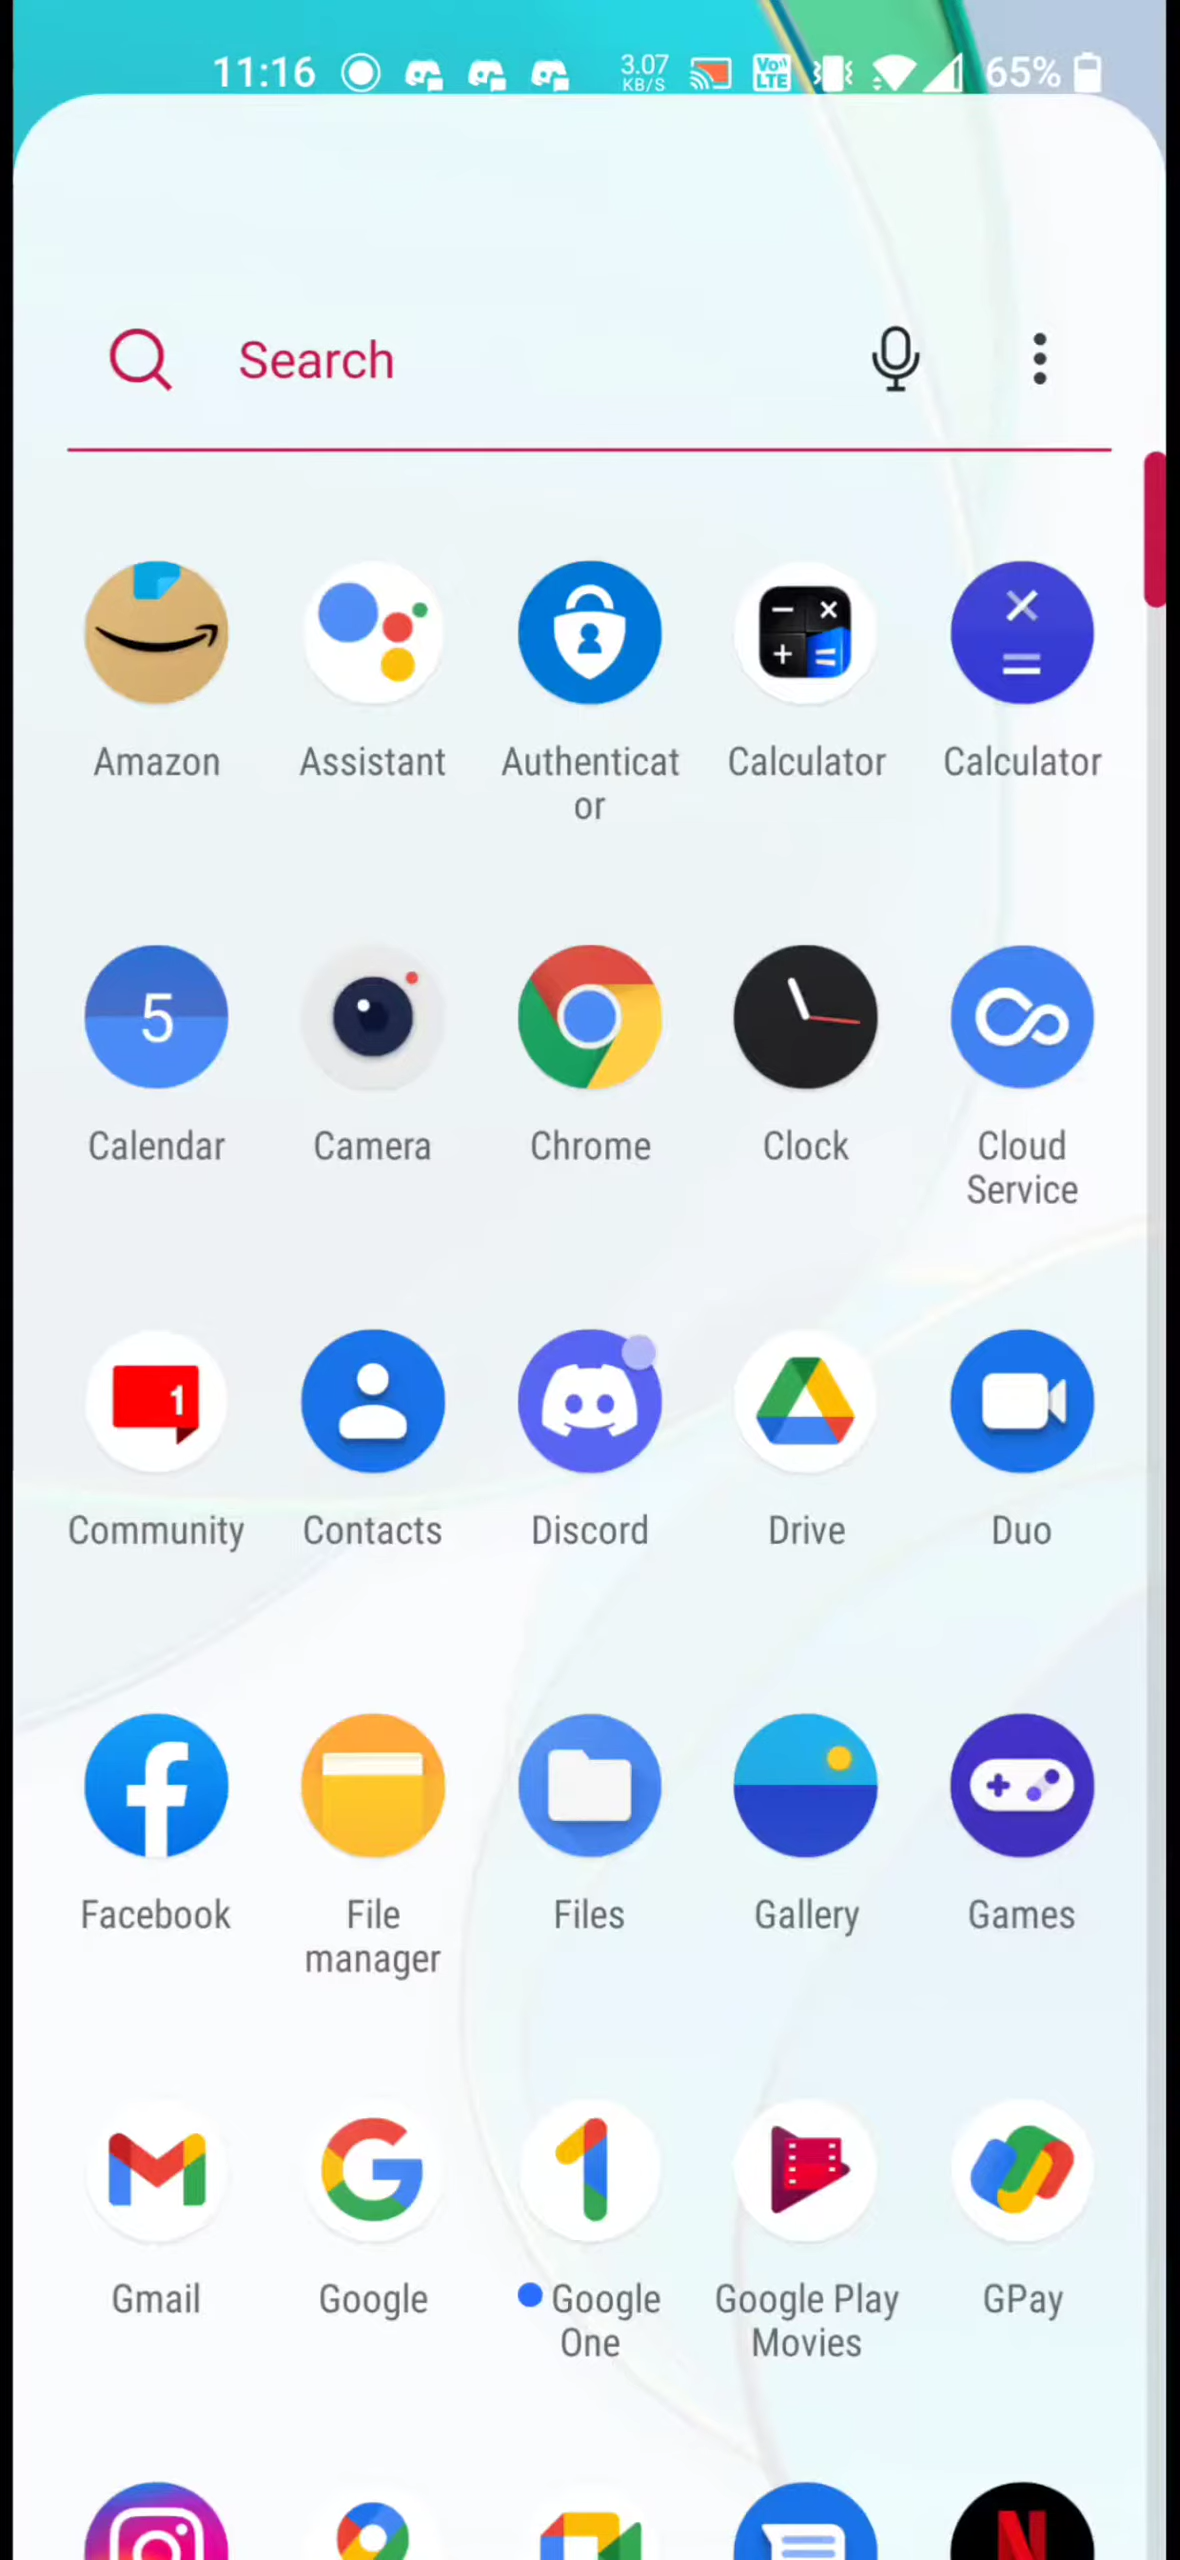 11:16 3.07 KB/S Vo)) LTE 65%
Search
Amazon Assistant Authenticat
or Calculator Calculator
5
Calendar Camera Chrome Clock Cloud
Service
1
Community Contacts Discord Drive Duo
Facebook File
manager Files Gallery Games
Gmail Google Google
One Google Play
Movies GPay